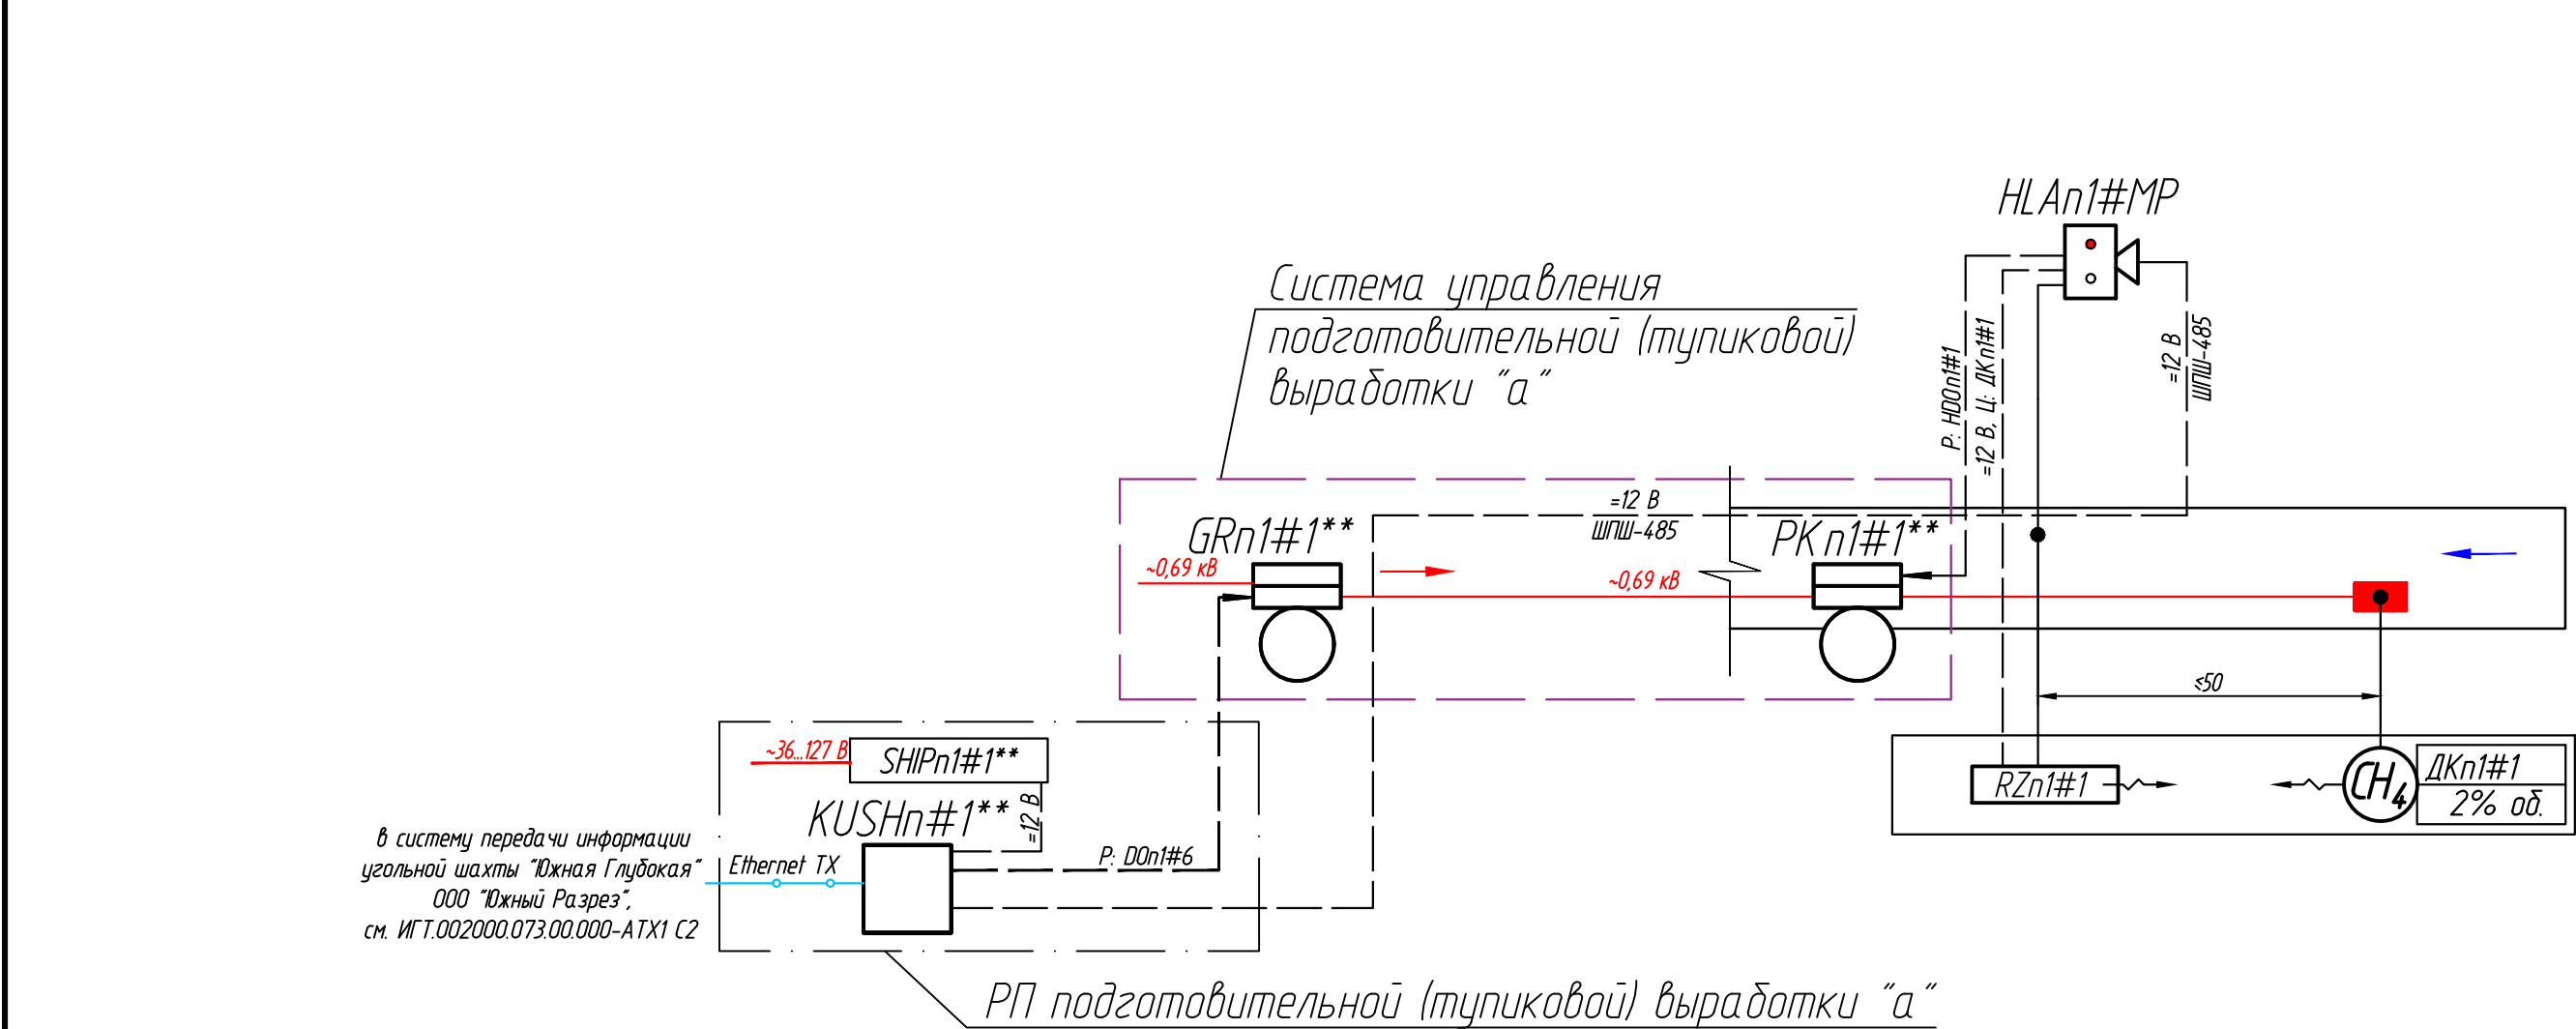 HLAn1#MP
Система управления
подготовительной (тупиковой)
выработки "а"
Р: HDOn1#1
=12 В, Ц: ДКn1#1
=12 В
ШПШ-485
=12 В
ШПШ-485
GRn1#1**
PKn1#1**
~0,69 кВ
~0,69 кВ
≤50
~36...127 В
SHIPn1#1**
KUSHn#1**
=12 В
RZn1#1
CH4
ДКn1#1
2% об.
в систему передачи информации
угольной шахты "Южная Глубокая"
ООО "Южный Разрез",
см. ИГТ.002000.073.00.000-АТХ1 С2
Ethernet TX
Р: DOn1#6
РП подготовительной (тупиковой) выработки "а"